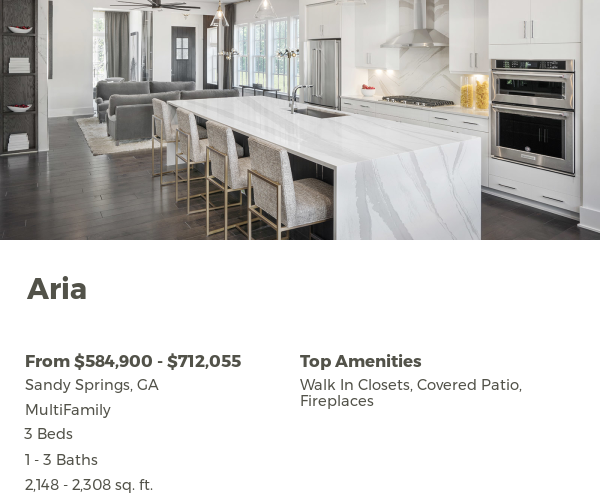 Aria
From $584,900 - $712,055
Sandy Springs, GA
MultiFamily
3 Beds
1 - 3 Baths
2,148 - 2,308 sq. ft.
Top Amenities
Walk In Closets, Covered Patio,
Fireplaces